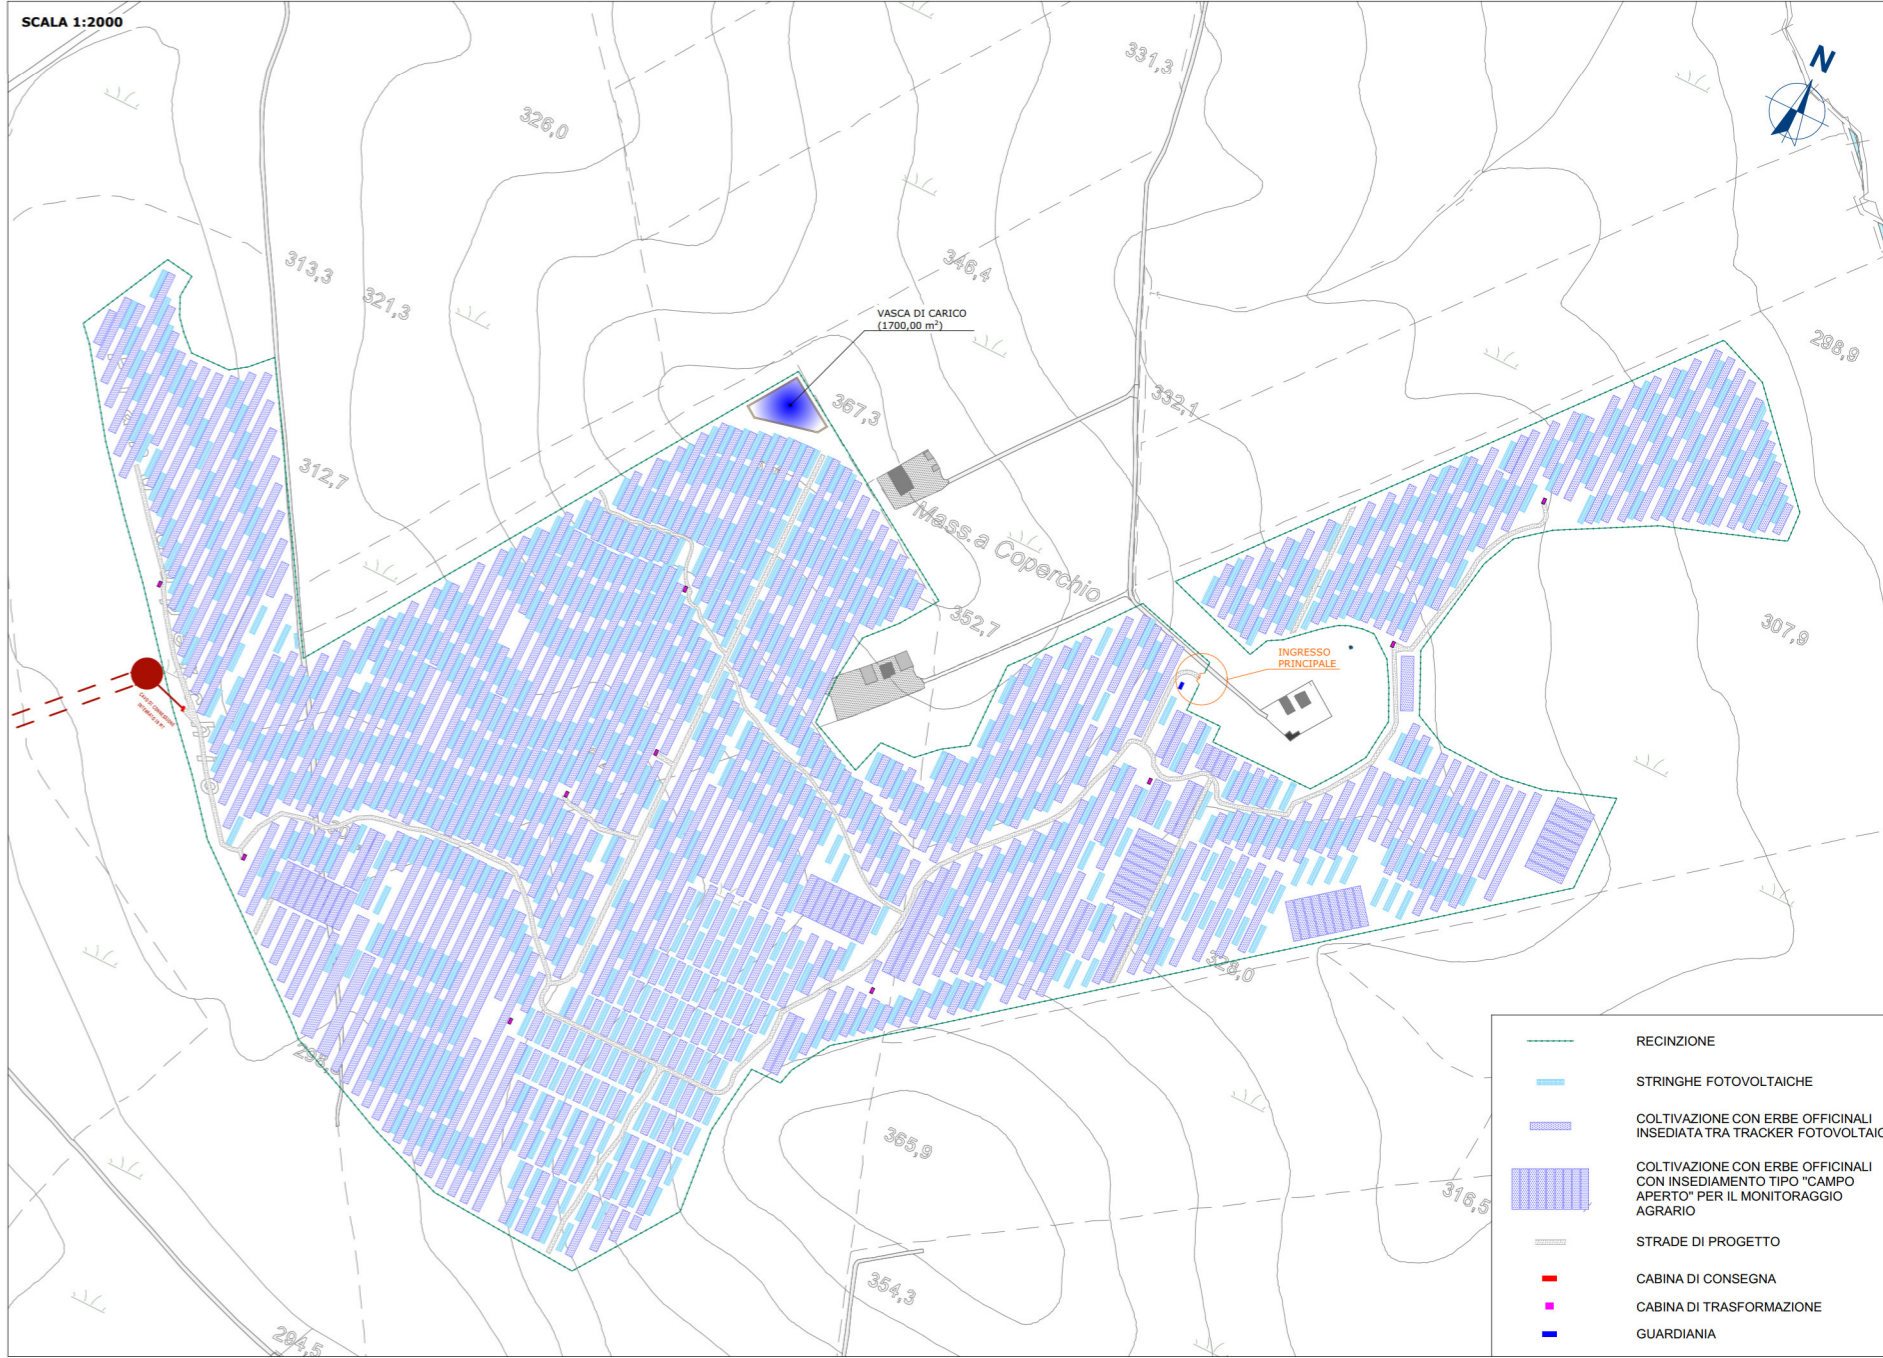 SCALA 1:2000
N
331,3
326,0
313,3
321,3
346,4
VASCA DI CARICO
(1700,00 m²)
298,9
367,3
332,1
312,7
Mass.a Coperchio
352,7
307,9
INGRESSO
PRINCIPALE
328,0
365,9
316,5
354,3
294,5
RECINZIONE
STRINGHE FOTOVOLTAICHE
COLTIVAZIONE CON ERBE OFFICINALI
INSEDIATA TRA TRACKER FOTOVOLTAIC
COLTIVAZIONE CON ERBE OFFICINALI
CON INSEDIAMENTO TIPO "CAMPO
APERTO" PER IL MONITORAGGIO
AGRARIO
STRADE DI PROGETTO
CABINA DI CONSEGNA
CABINA DI TRASFORMAZIONE
GUARDIANIA